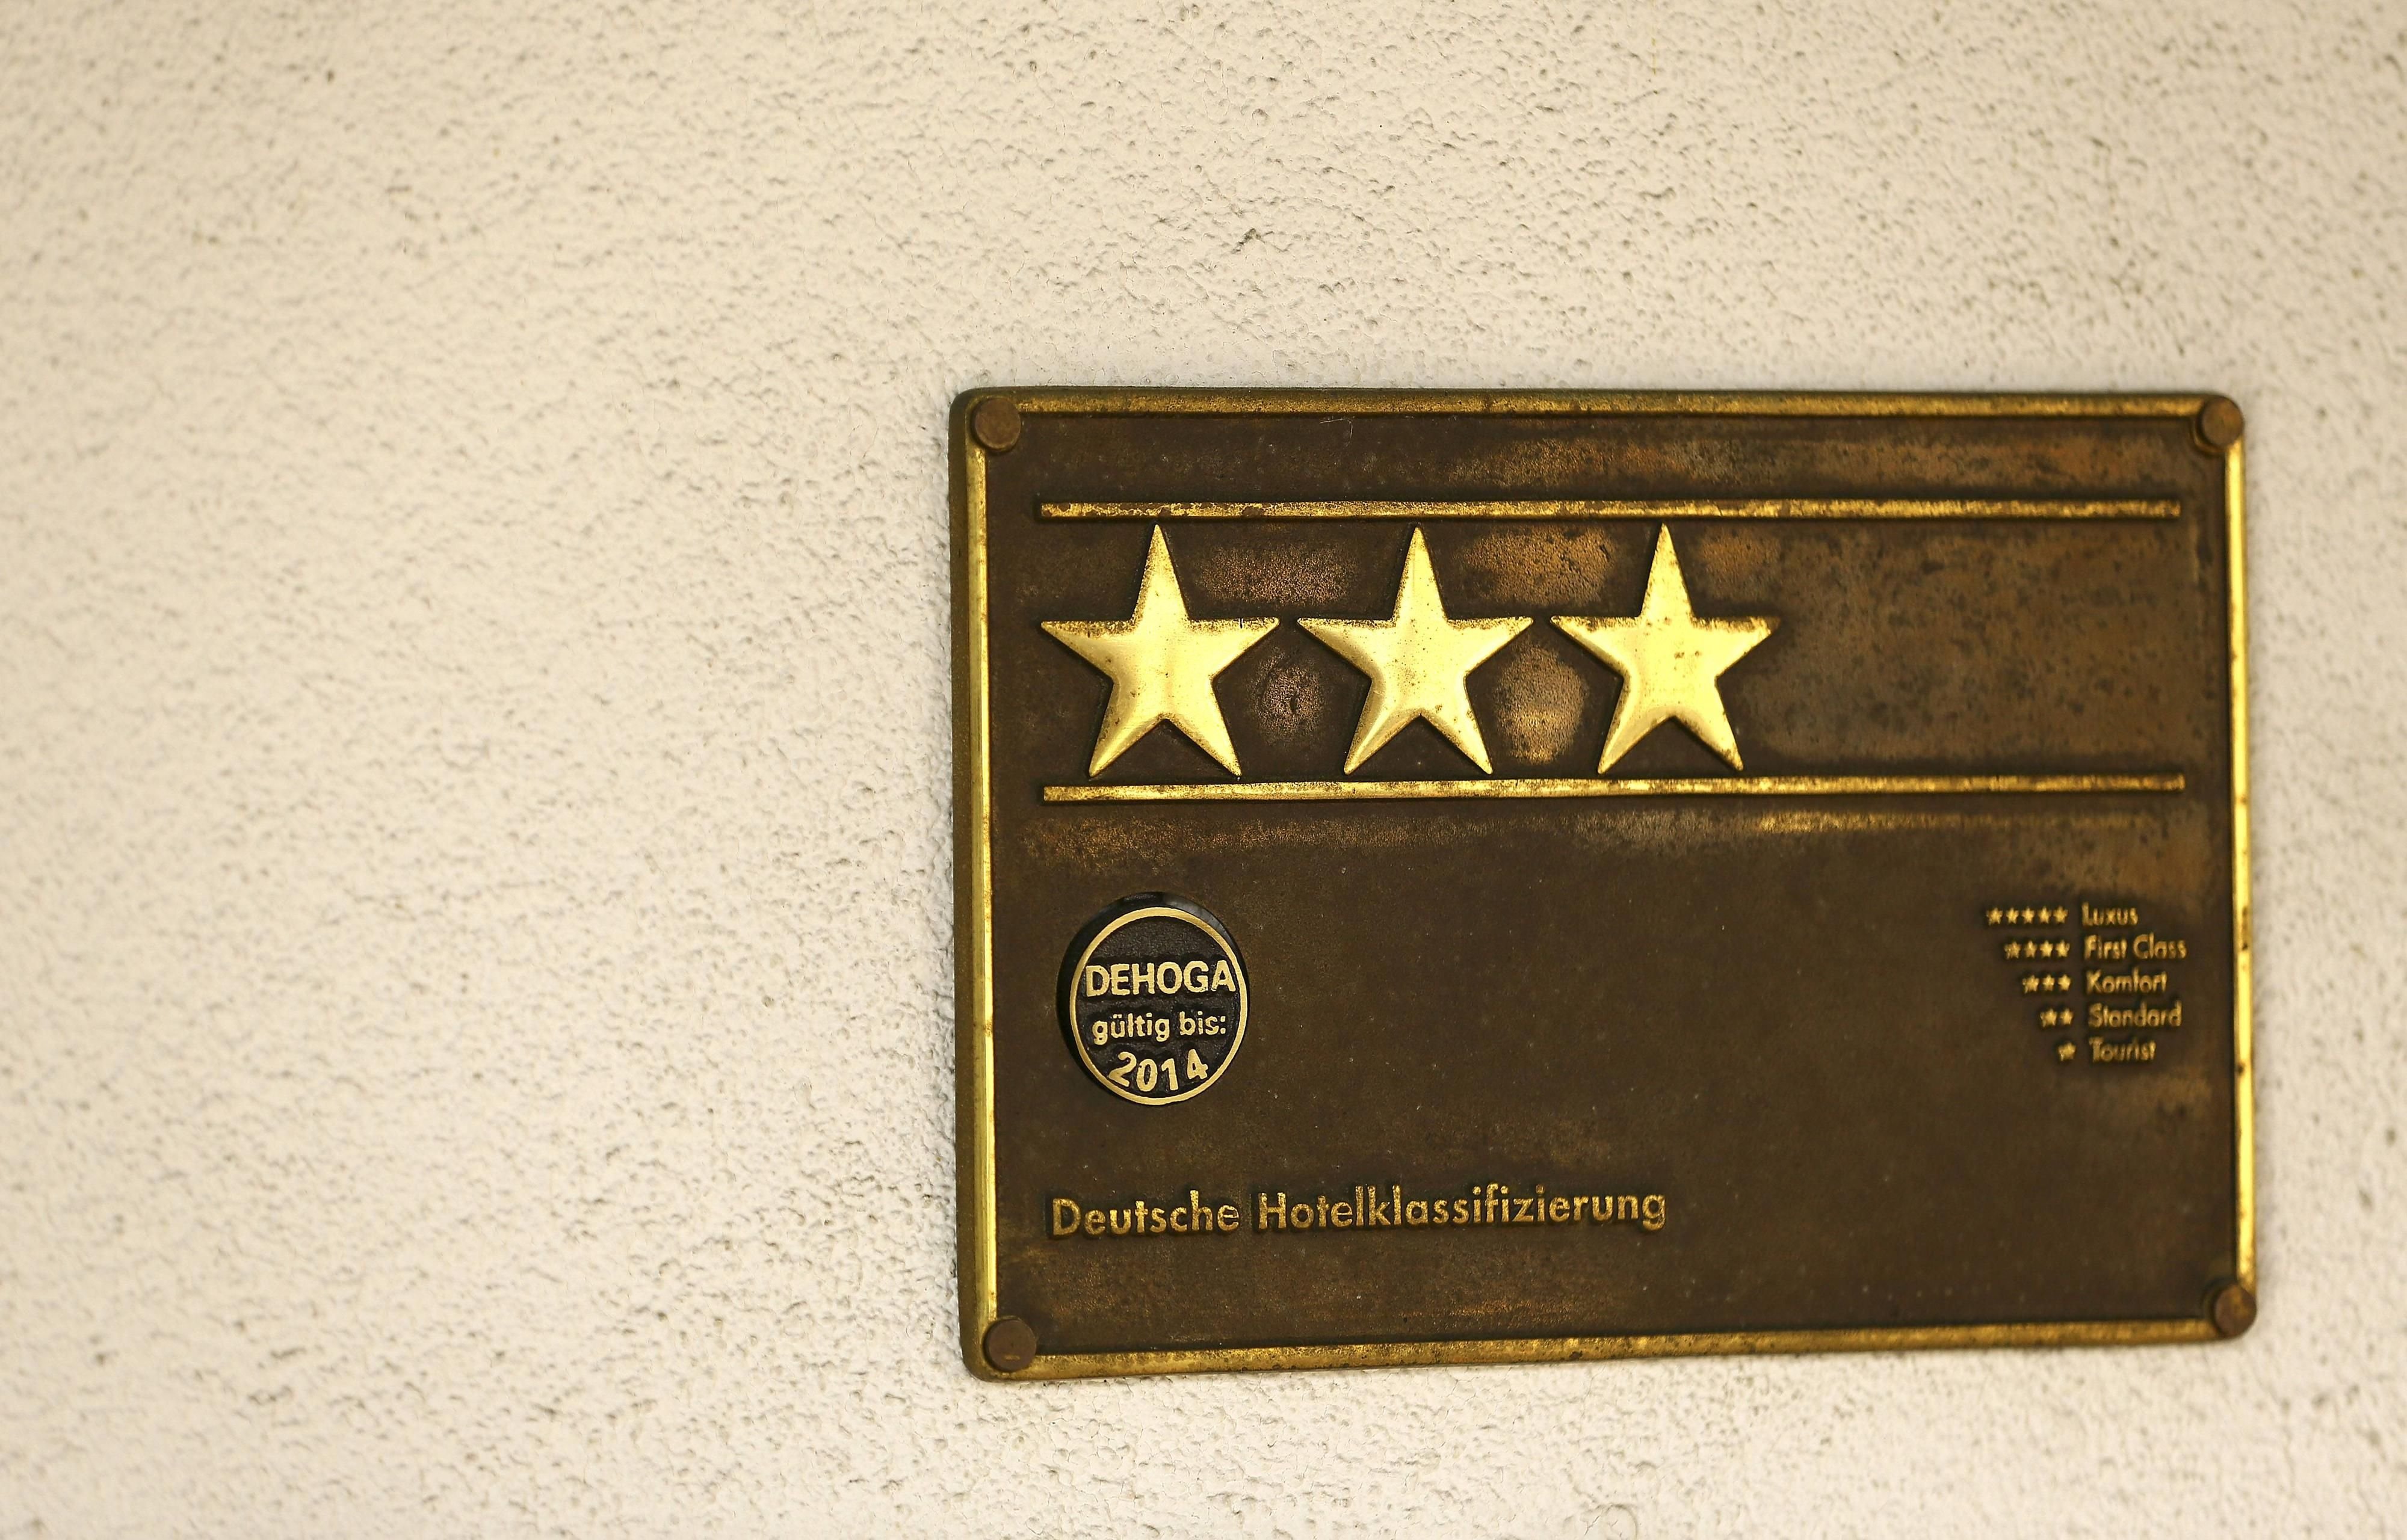 DEHOGA
gültig bis:
2014
★★★★★ Luxus
★★★★ First Class
★★★ Komfort
★★ Standard
★ Tourist
Deutsche Hotelklassifizierung